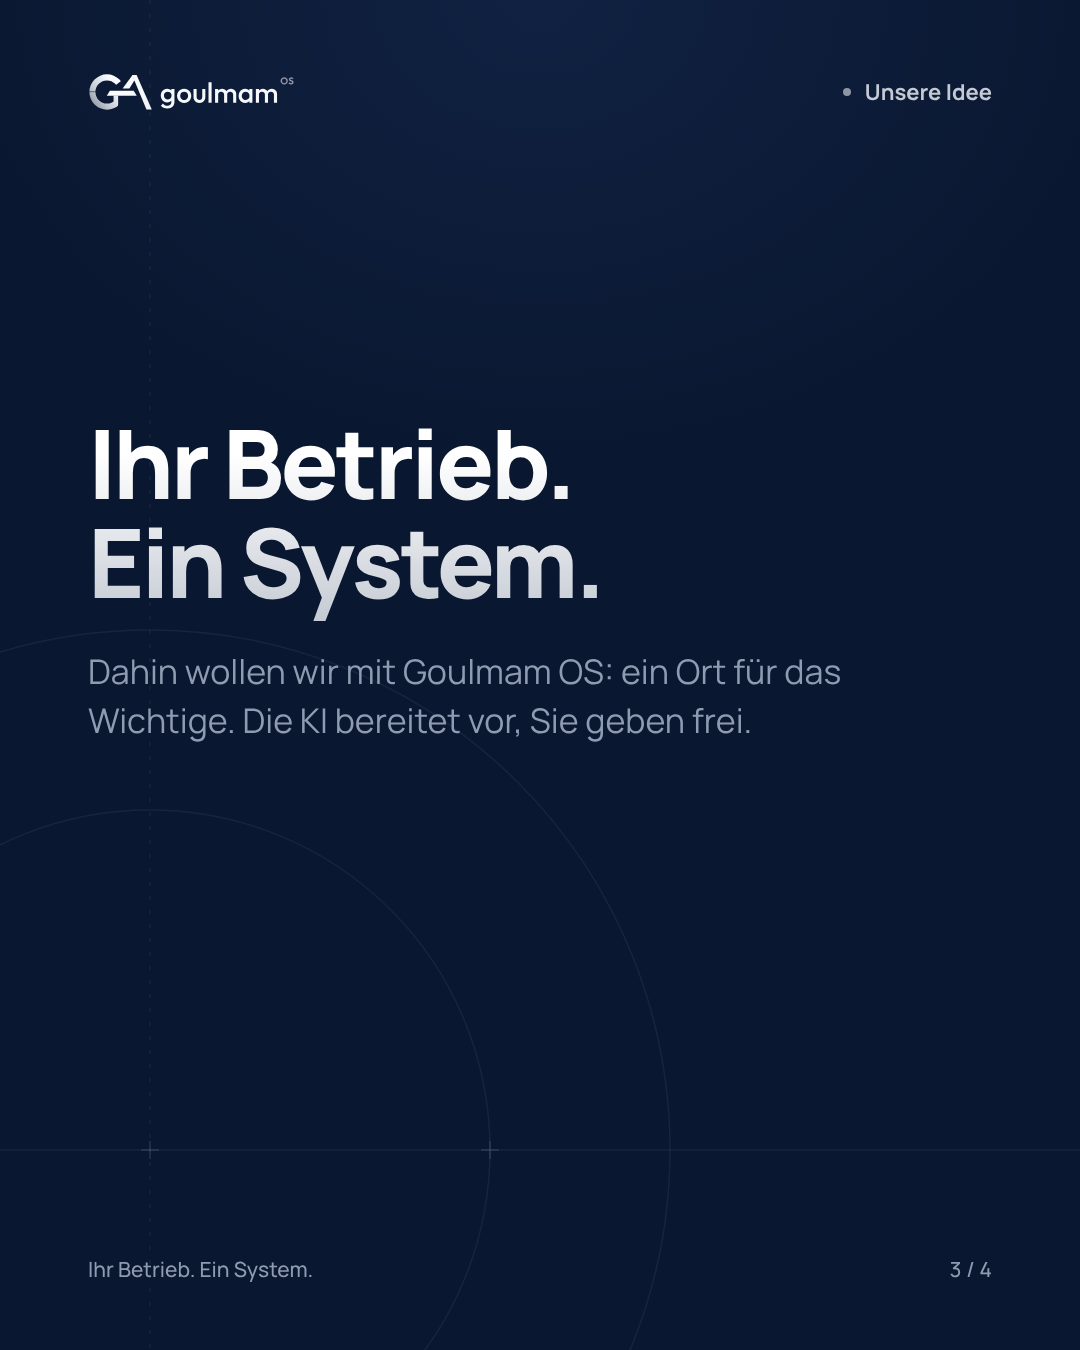 GA goulmam OS
Unsere Idee
Ihr Betrieb.
Ein System.
Dahin wollen wir mit Goulmam OS: ein Ort für das
Wichtige. Die KI bereitet vor, Sie geben frei.
Ihr Betrieb. Ein System.
3 / 4